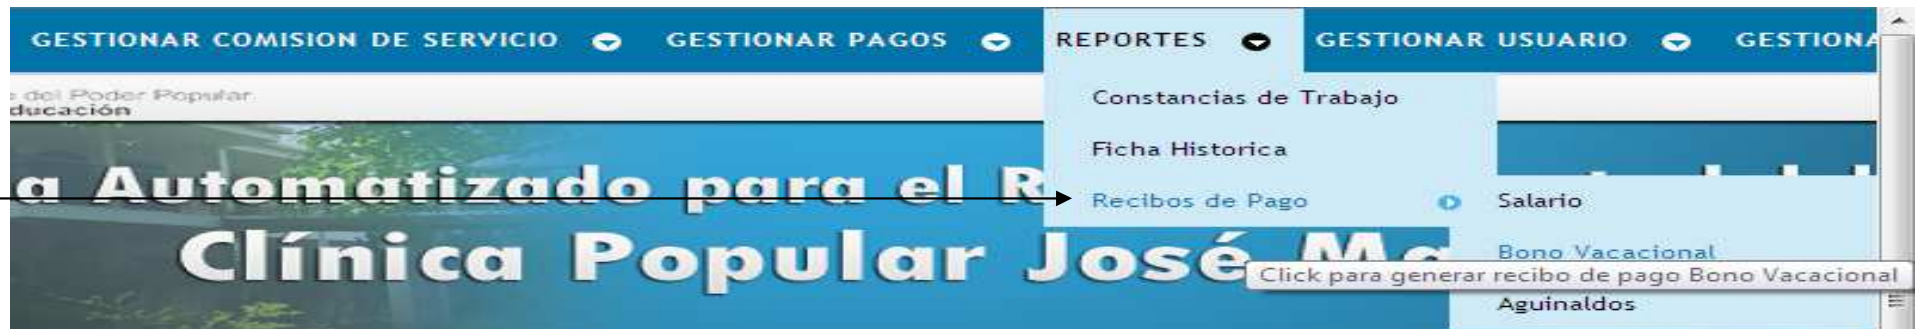 GESTIONAR COMISION DE SERVICIO GESTIONAR PAGOS REPORTES GESTIONAR USUARIO GESTIONA
del Poder Popular
ducación
Constancias de Trabajo
Ficha Historica
a Automatizado para el R
Recibos de Pago
Salario
Clínica Popular José Ma
Bono Vacacional
Click para generar recibo de pago Bono Vacacional
Aguinaldos